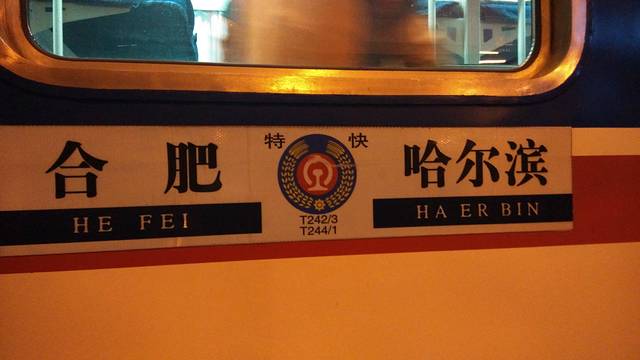 特 快
合 肥
哈尔滨
HE FEI
HA ER BIN
T242/3
T244/1